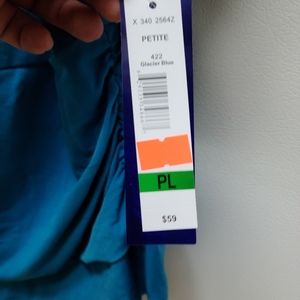 X 340 2564Z
PETITE
422
Glacier Blue
PL
$59